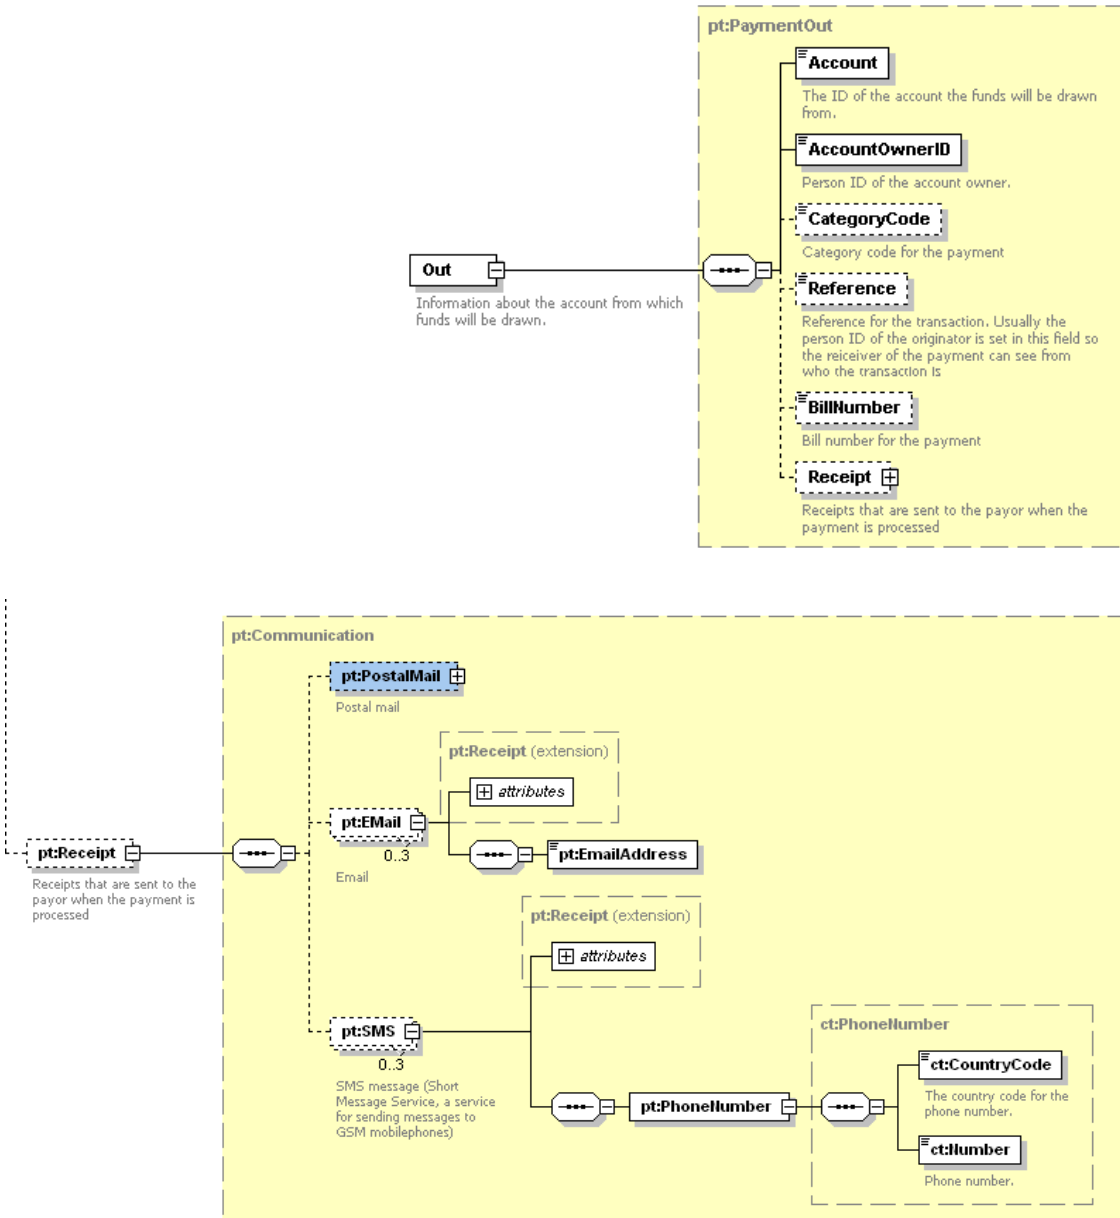 pt:PaymentOut
Account
The ID of the account the funds will be drawn
from.
AccountOwnerID
Person ID of the account owner.
CategoryCode
Category code for the payment
Out
Information about the account from which
funds will be drawn.
Reference
Reference for the transaction. Usually the
person ID of the originator is set in this field so
the reiceiver of the payment can see from
who the transaction is
BillNumber
Bill number for the payment
Receipt
Receipts that are sent to the payor when the
payment is processed
pt:Communication
pt:PostalMail
Postal mail
pt:Receipt (extension)
attributes
pt:EMail
0..3
Email
pt:EmailAddress
pt:Receipt
Receipts that are sent to the
payor when the payment is
processed
pt:Receipt (extension)
attributes
pt:SMS
0..3
SMS message (Short
Message Service, a service
for sending messages to
GSM mobilephones)
pt:PhoneNumber
ct:PhoneNumber
ct:CountryCode
The country code for the
phone number.
ct:Number
Phone number.